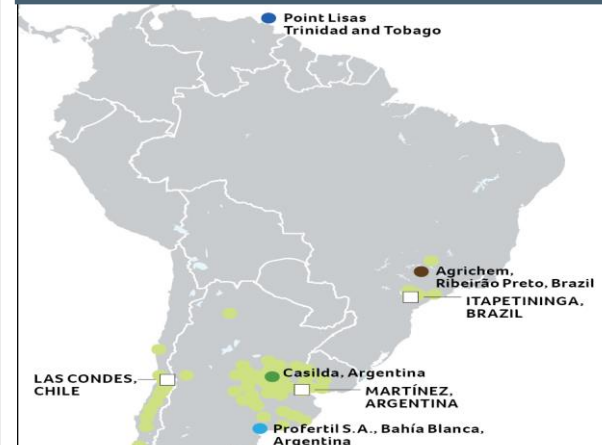 Point Lisas
Trinidad and Tobago
Agrichem,
Ribeirão Preto, Brazil
ITAPETININGA,
BRAZIL
Casilda, Argentina
LAS CONDES,
CHILE
MARTÍNEZ,
ARGENTINA
Profertil S.A., Bahía Blanca,
Argentina